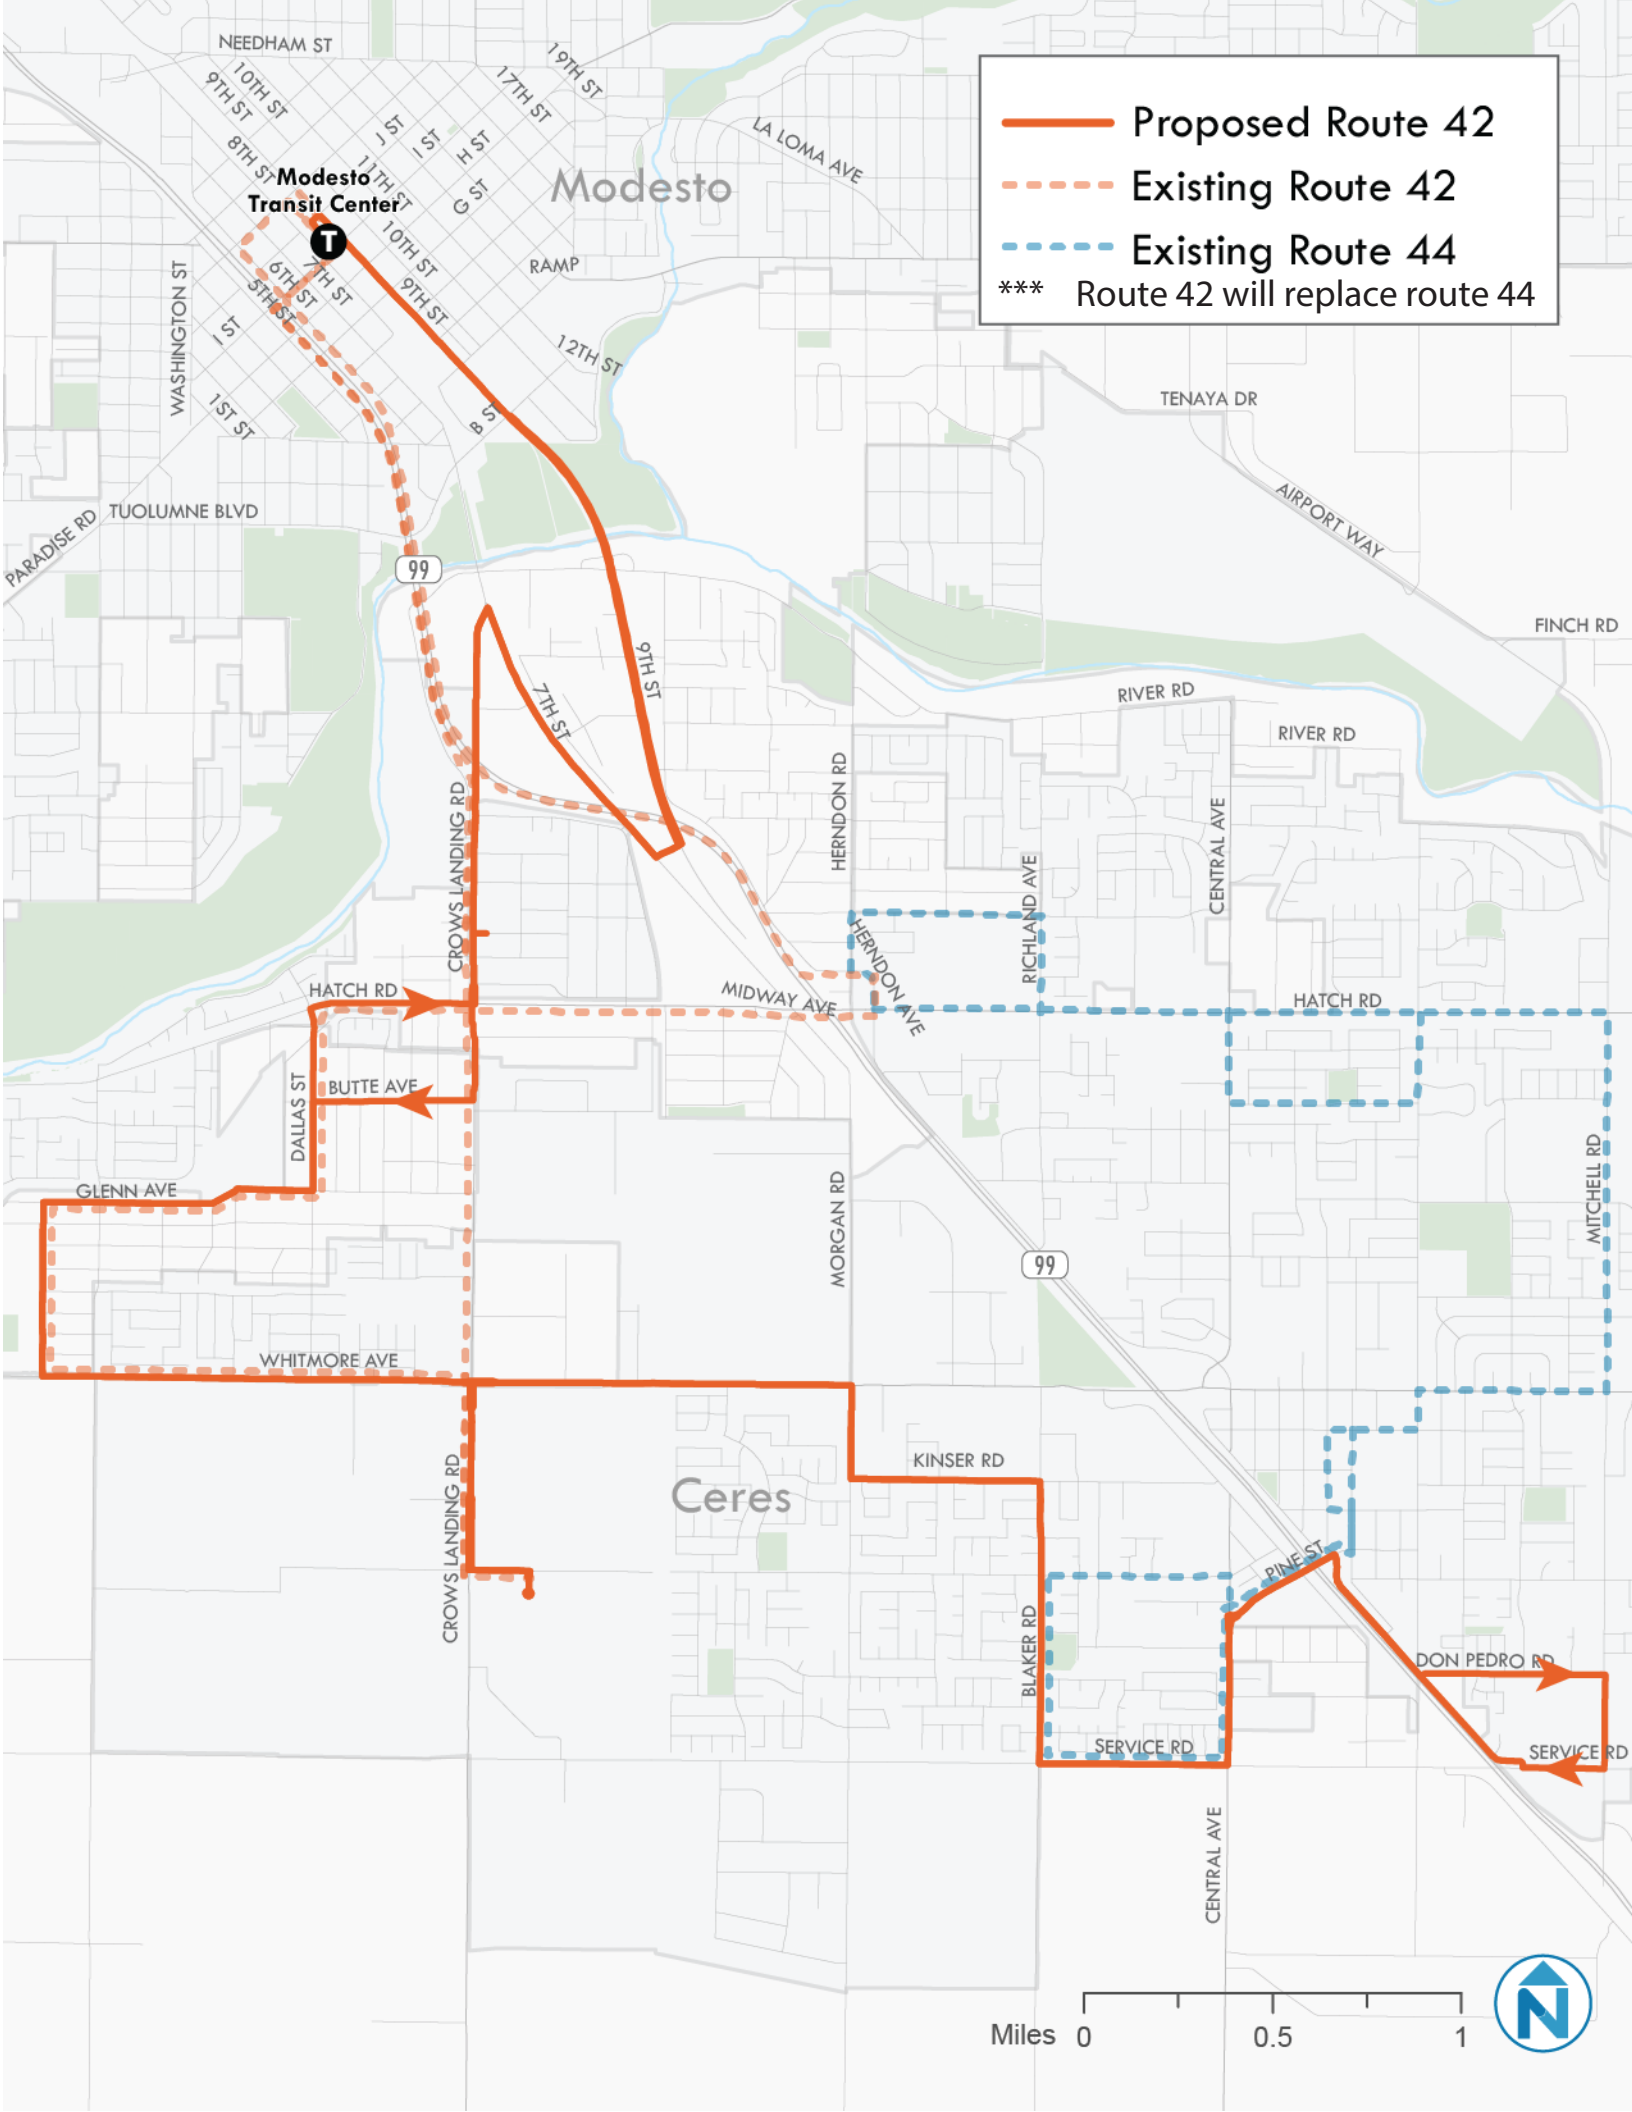 NEEDHAM ST
19TH ST
17TH ST
10TH ST
9TH ST
J ST
I ST
H ST
G ST
LA LOMA AVE
8TH ST
11TH ST
Modesto
Transit Center
T
Modesto
Proposed Route 42
Existing Route 42
Existing Route 44
*** Route 42 will replace route 44
10TH ST
9TH ST
RAMP
7TH ST
6TH ST
5TH ST
WASHINGTON ST
I ST
12TH ST
1ST ST
B ST
TENAYA DR
AIRPORT WAY
TUOLUMNE BLVD
PARADISE RD
99
FINCH RD
9TH ST
7TH ST
RIVER RD
RIVER RD
HERNDON RD
CROWS LANDING RD
CENTRAL AVE
RICHLAND AVE
HERNDON AVE
HATCH RD
MIDWAY AVE
HATCH RD
BUTTE AVE
DALLAS ST
GLENN AVE
MORGAN RD
MITCHELL RD
99
WHITMORE AVE
KINSER RD
Ceres
CROWS LANDING RD
PINE ST
BLAKER RD
DON PEDRO RD
SERVICE RD
SERVICE RD
CENTRAL AVE
Miles 0 0.5 1
N